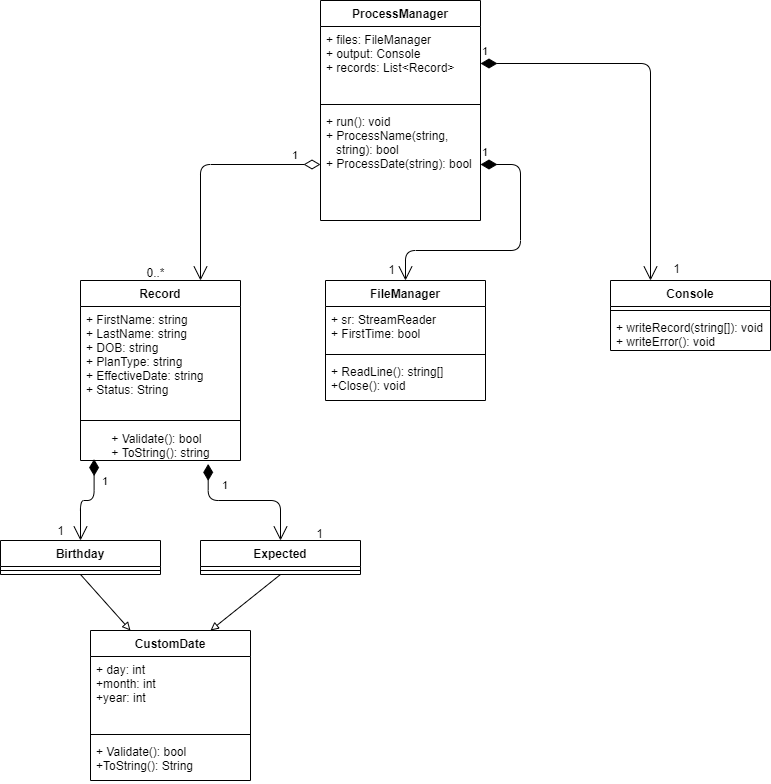 ProcessManager
+ files: FileManager
+ output: Console
+ records: List<Record>
+ run(): void
+ ProcessName(string,
string): bool
+ ProcessDate(string): bool
1
1
1
0..*
1
1
Record
+ FirstName: string
+ LastName: string
+ DOB: string
+ PlanType: string
+ EffectiveDate: string
+ Status: String
+ Validate(): bool
+ ToString(): string
FileManager
+ sr: StreamReader
+ FirstTime: bool
+ ReadLine(): string[]
+Close(): void
Console
+ writeRecord(string[]): void
+ writeError(): void
1
1
1
1
Birthday
Expected
CustomDate
+ day: int
+month: int
+year: int
+ Validate(): bool
+ToString(): String